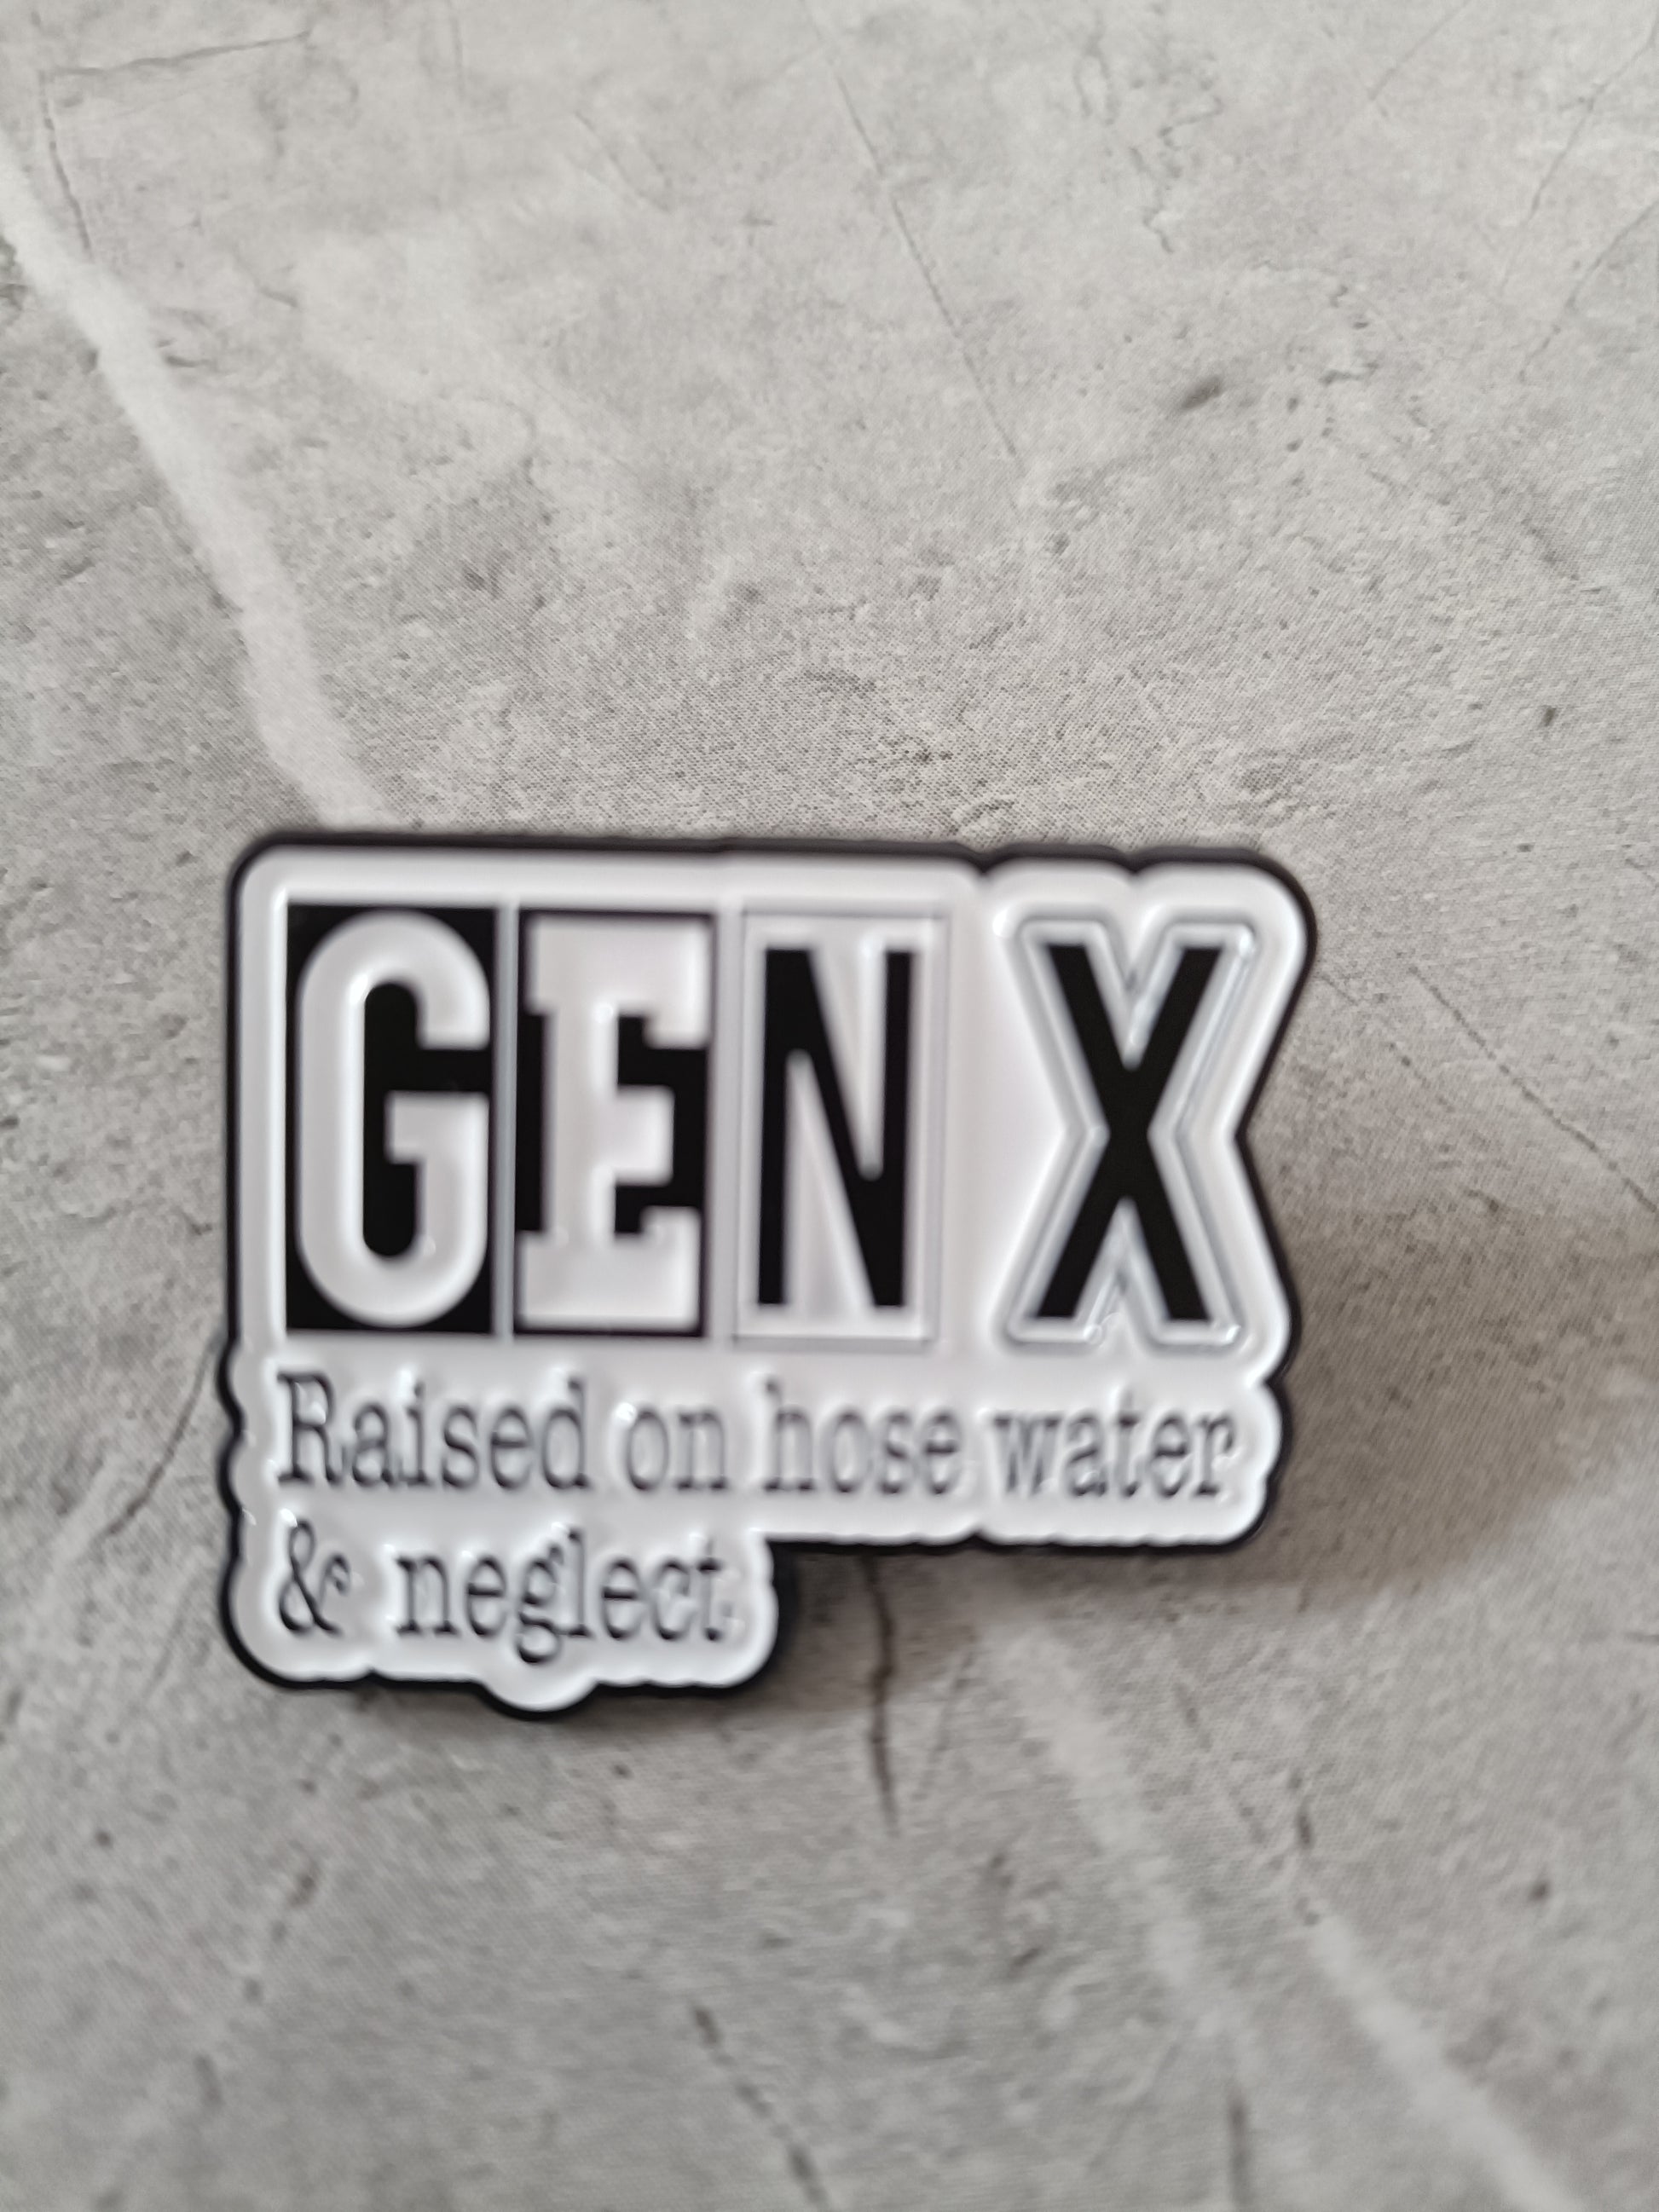 GEN X
Raised on hose water
& neglect